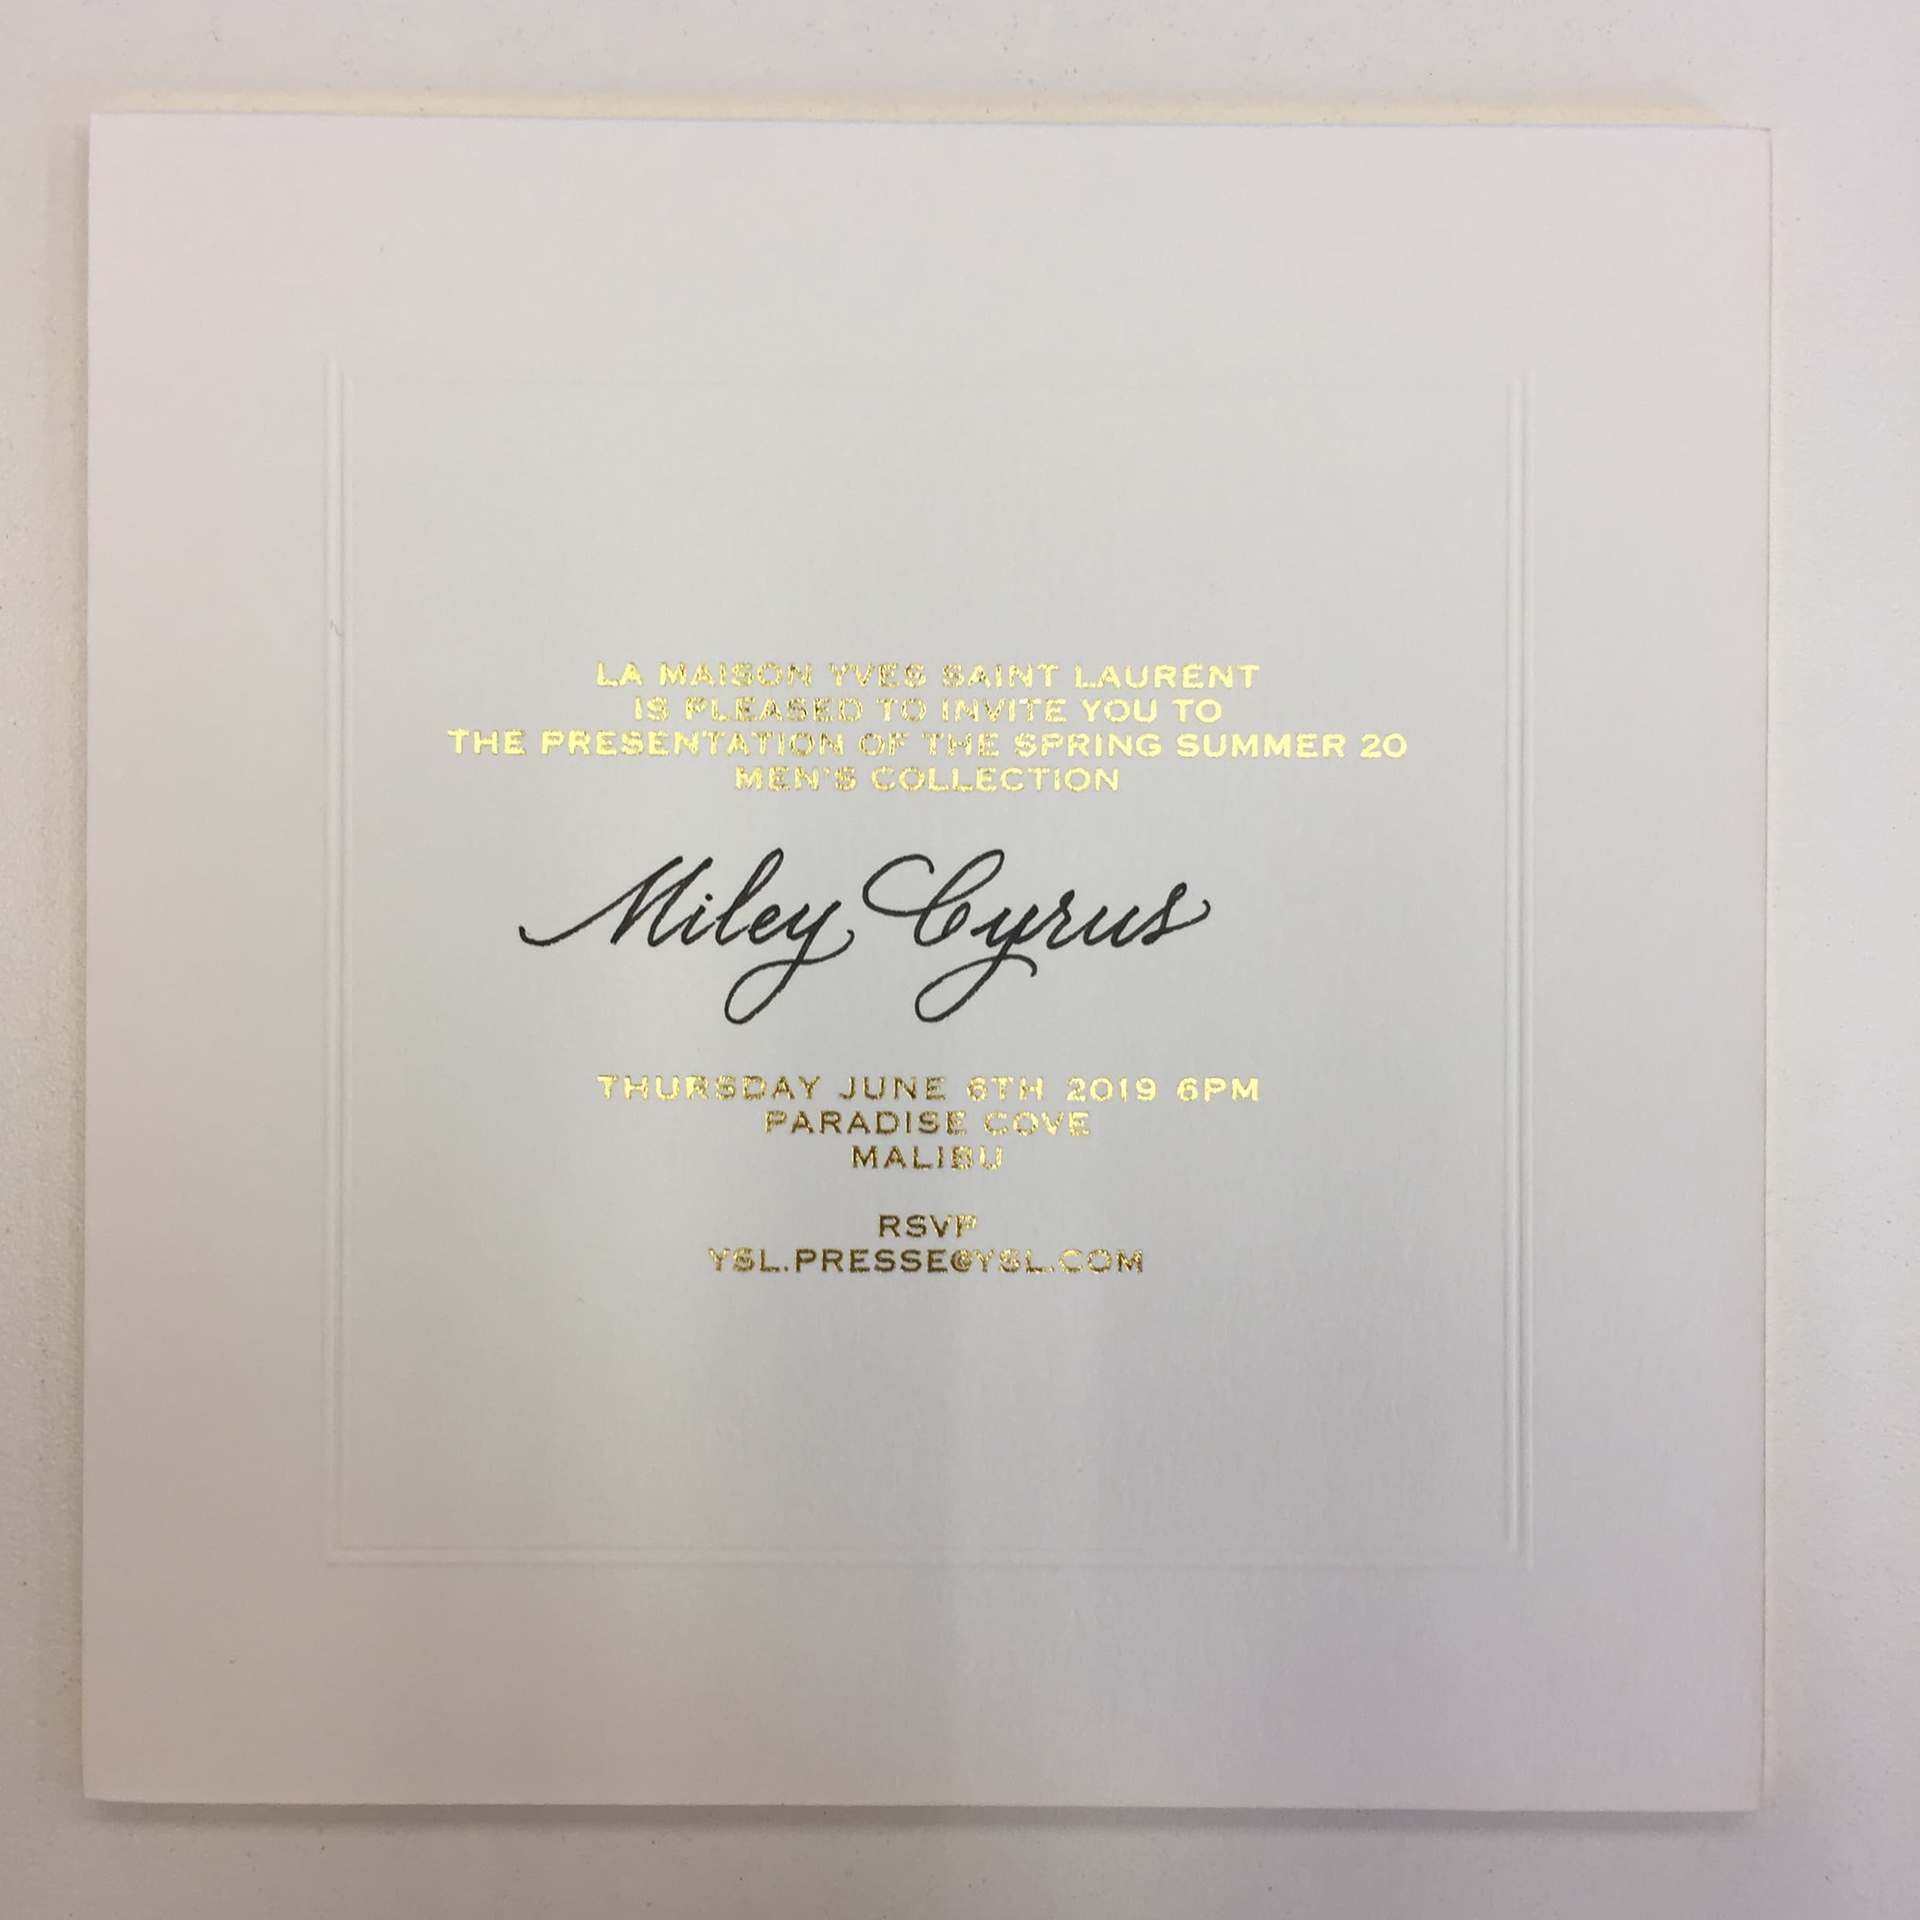 LA MAISON YVES SAINT LAURENT
IS PLEASED TO INVITE YOU TO
THE PRESENTATION OF THE SPRING SUMMER 20
MEN'S COLLECTION
Miley Cyrus
THURSDAY JUNE 6TH 2019 6PM
PARADISE COVE
MALIBU
RSVP
YSL.PRESSE@YSL.COM